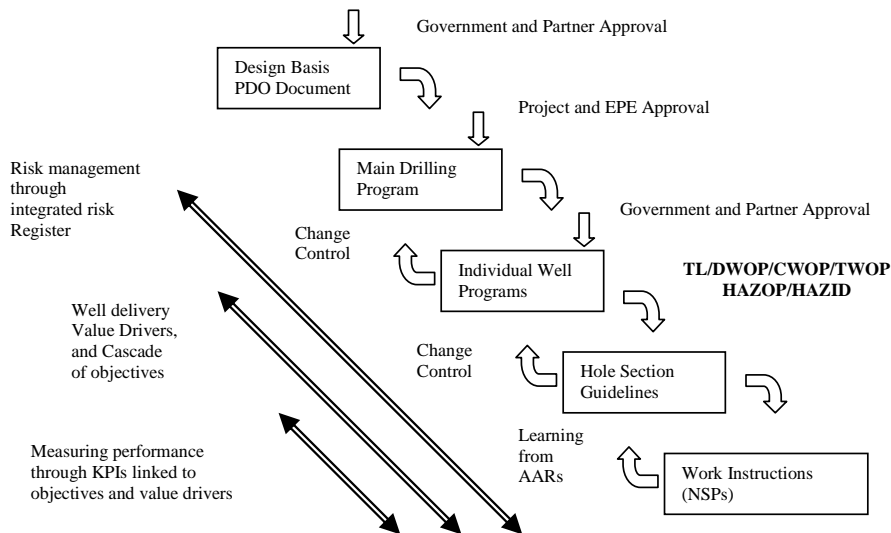 Government and Partner Approval
Design Basis
PDO Document
Project and EPE Approval
Main Drilling
Program
Risk management
through
integrated risk
Register
Government and Partner Approval
Change
Control
Individual Well
Programs
TL/DWOP/CWOP/TWOP
HAZOP/HAZID
Well delivery
Value Drivers,
and Cascade
of objectives
Change
Control
Hole Section
Guidelines
Measuring performance
through KPIs linked to
objectives and value drivers
Learning
from
AARs
Work Instructions
(NSPs)